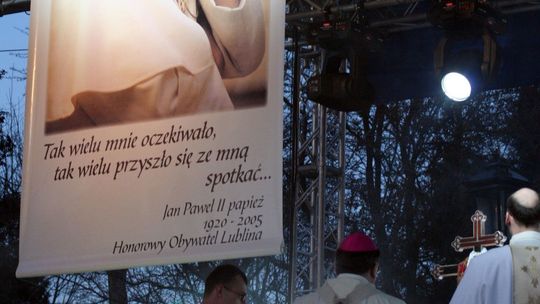 Tak wielu mnie oczekiwało,
tak wielu przyszło się ze mną
spotkać...
Jan Paweł II papież
1920 - 2005
Honorowy Obywatel Lublina